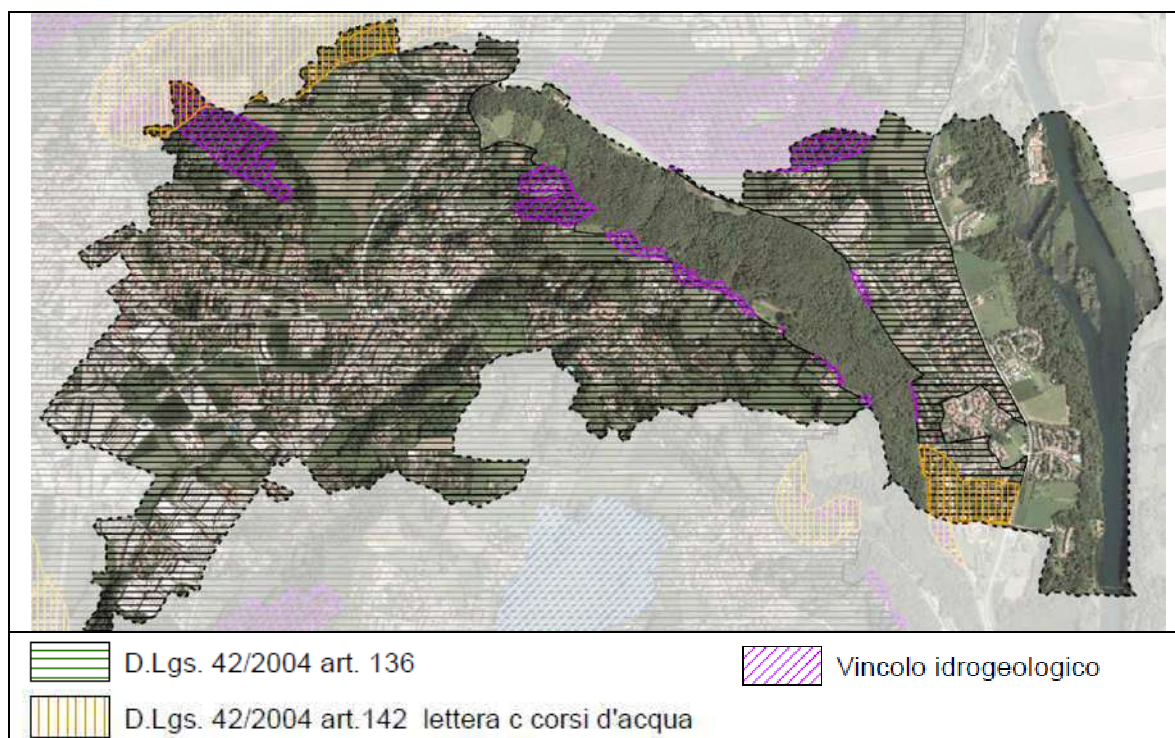 D.Lgs. 42/2004 art. 136
Vincolo idrogeologico
D.Lgs. 42/2004 art.142 lettera c corsi d'acqua